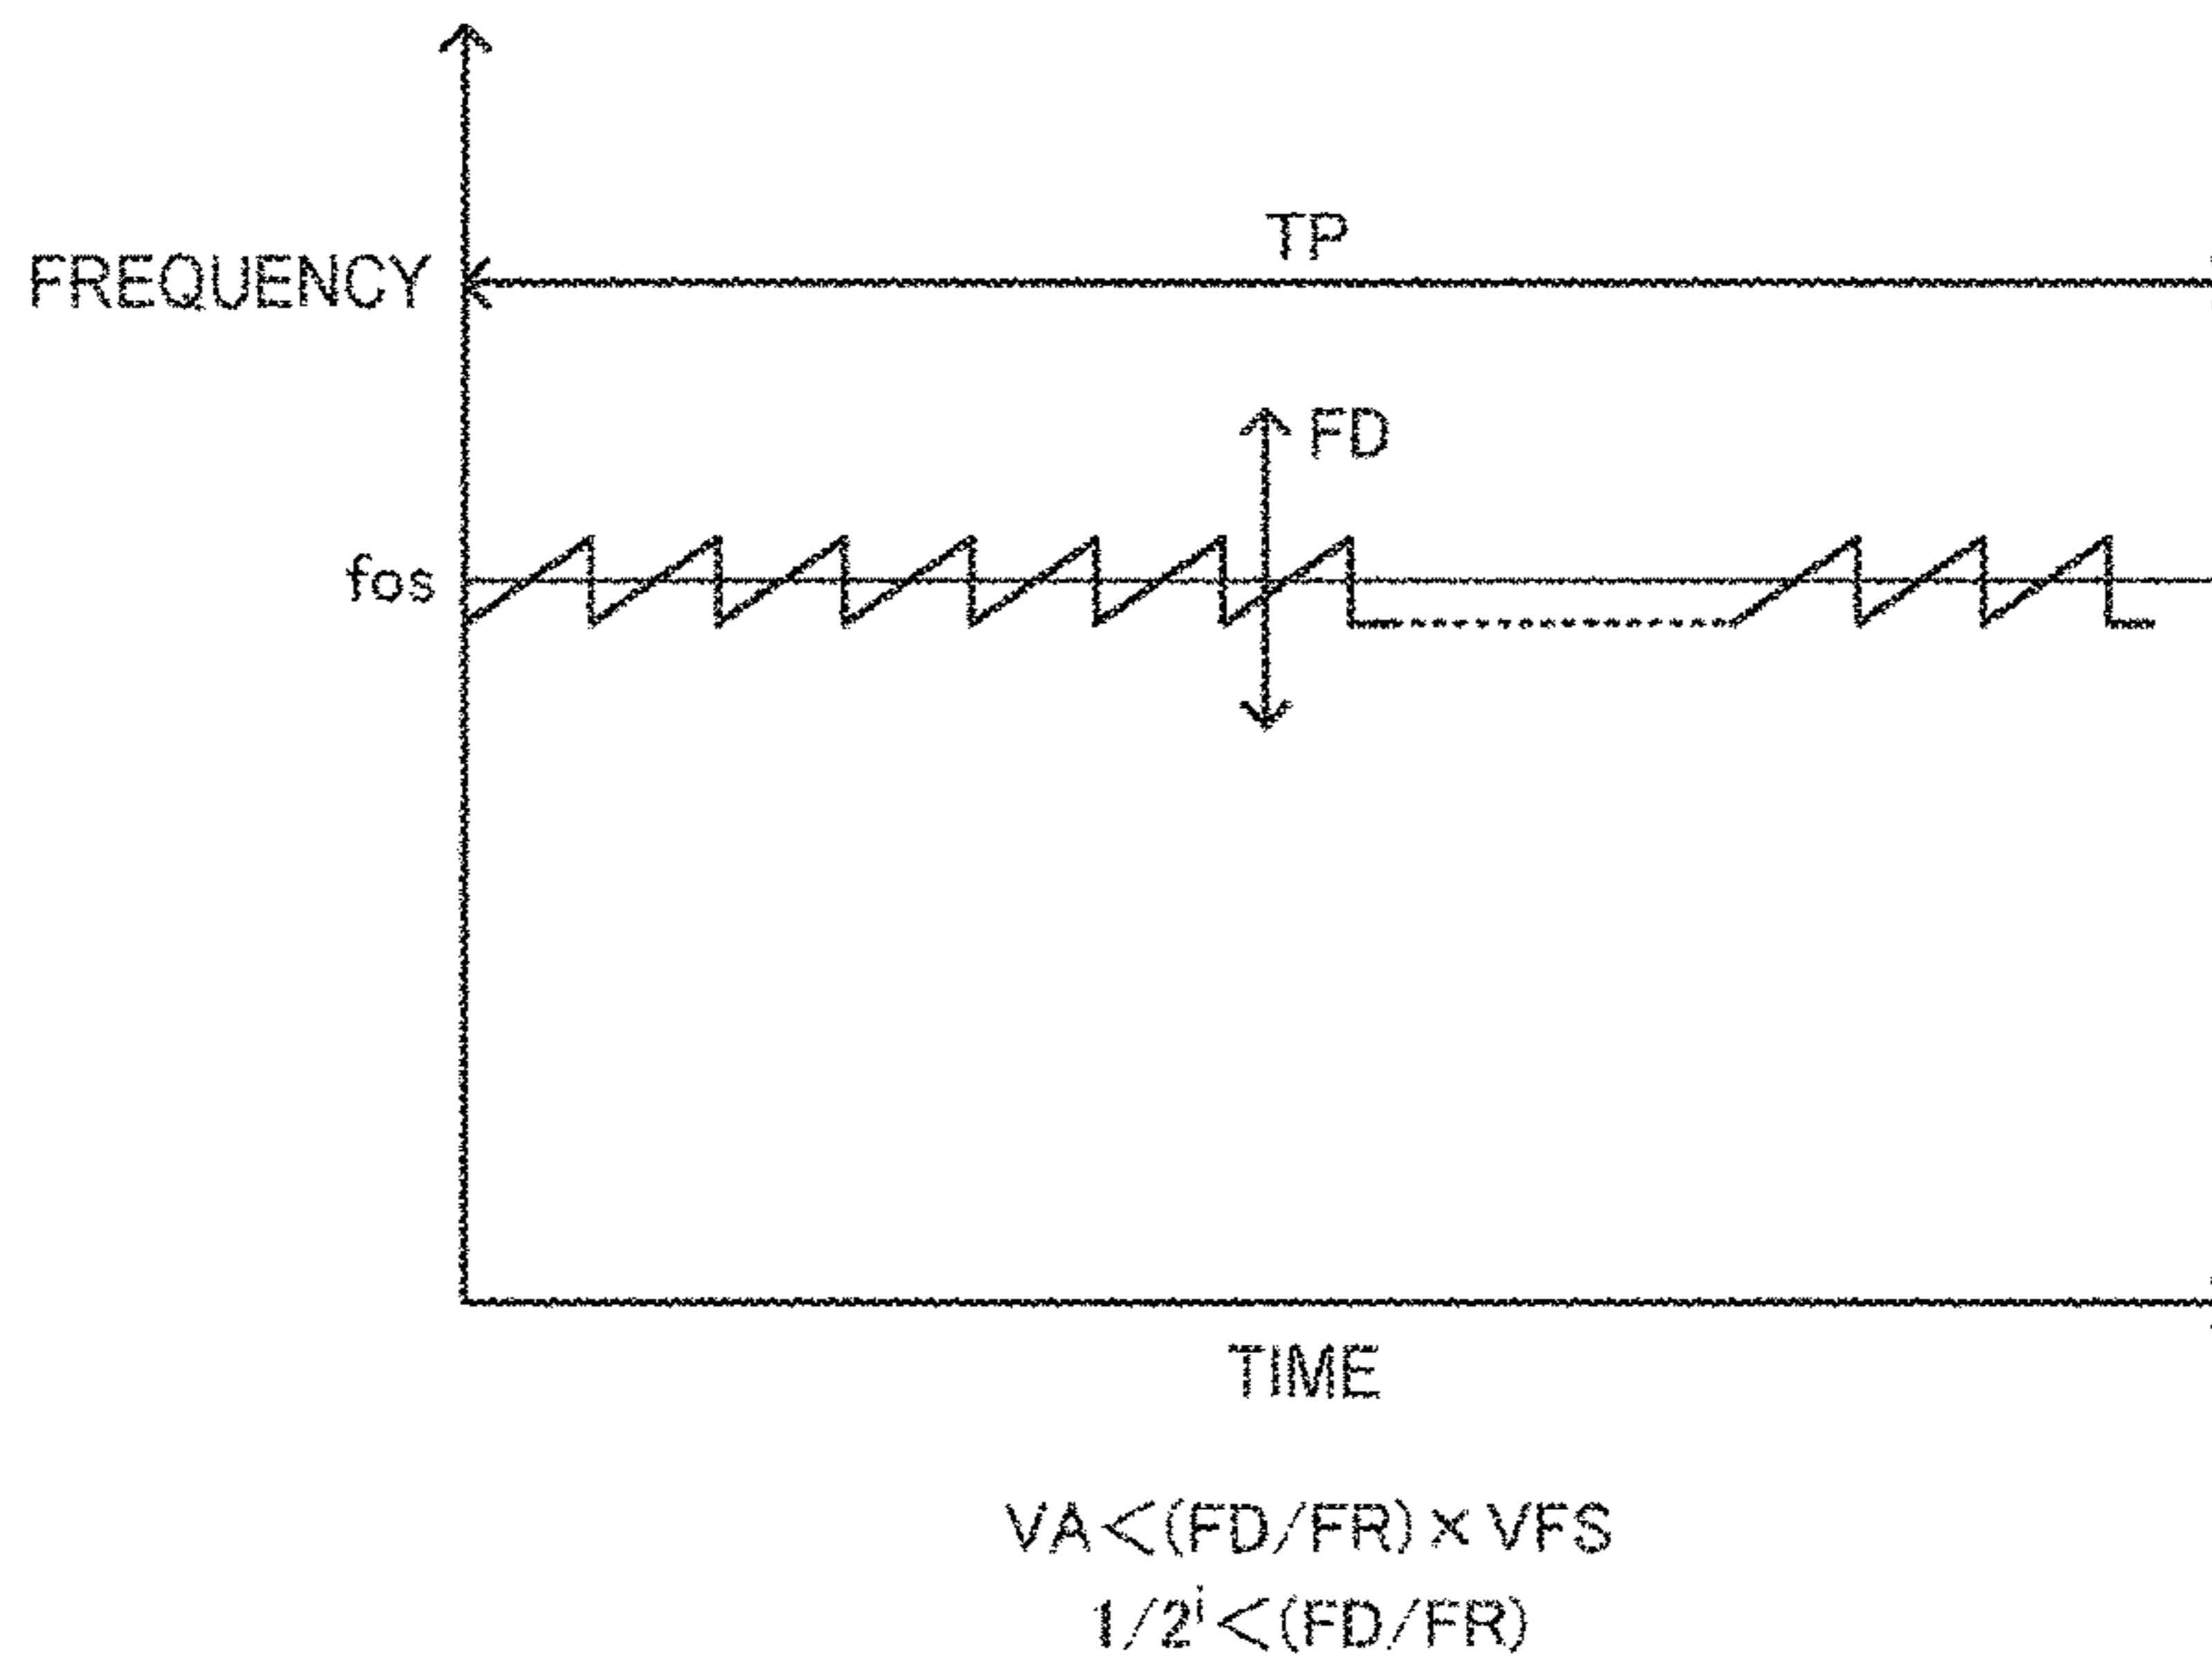 TP
FREQUENCY
FD
fos
TIME
VA<(FD/FR)×VFS
1/2ⁱ<(FD/FR)